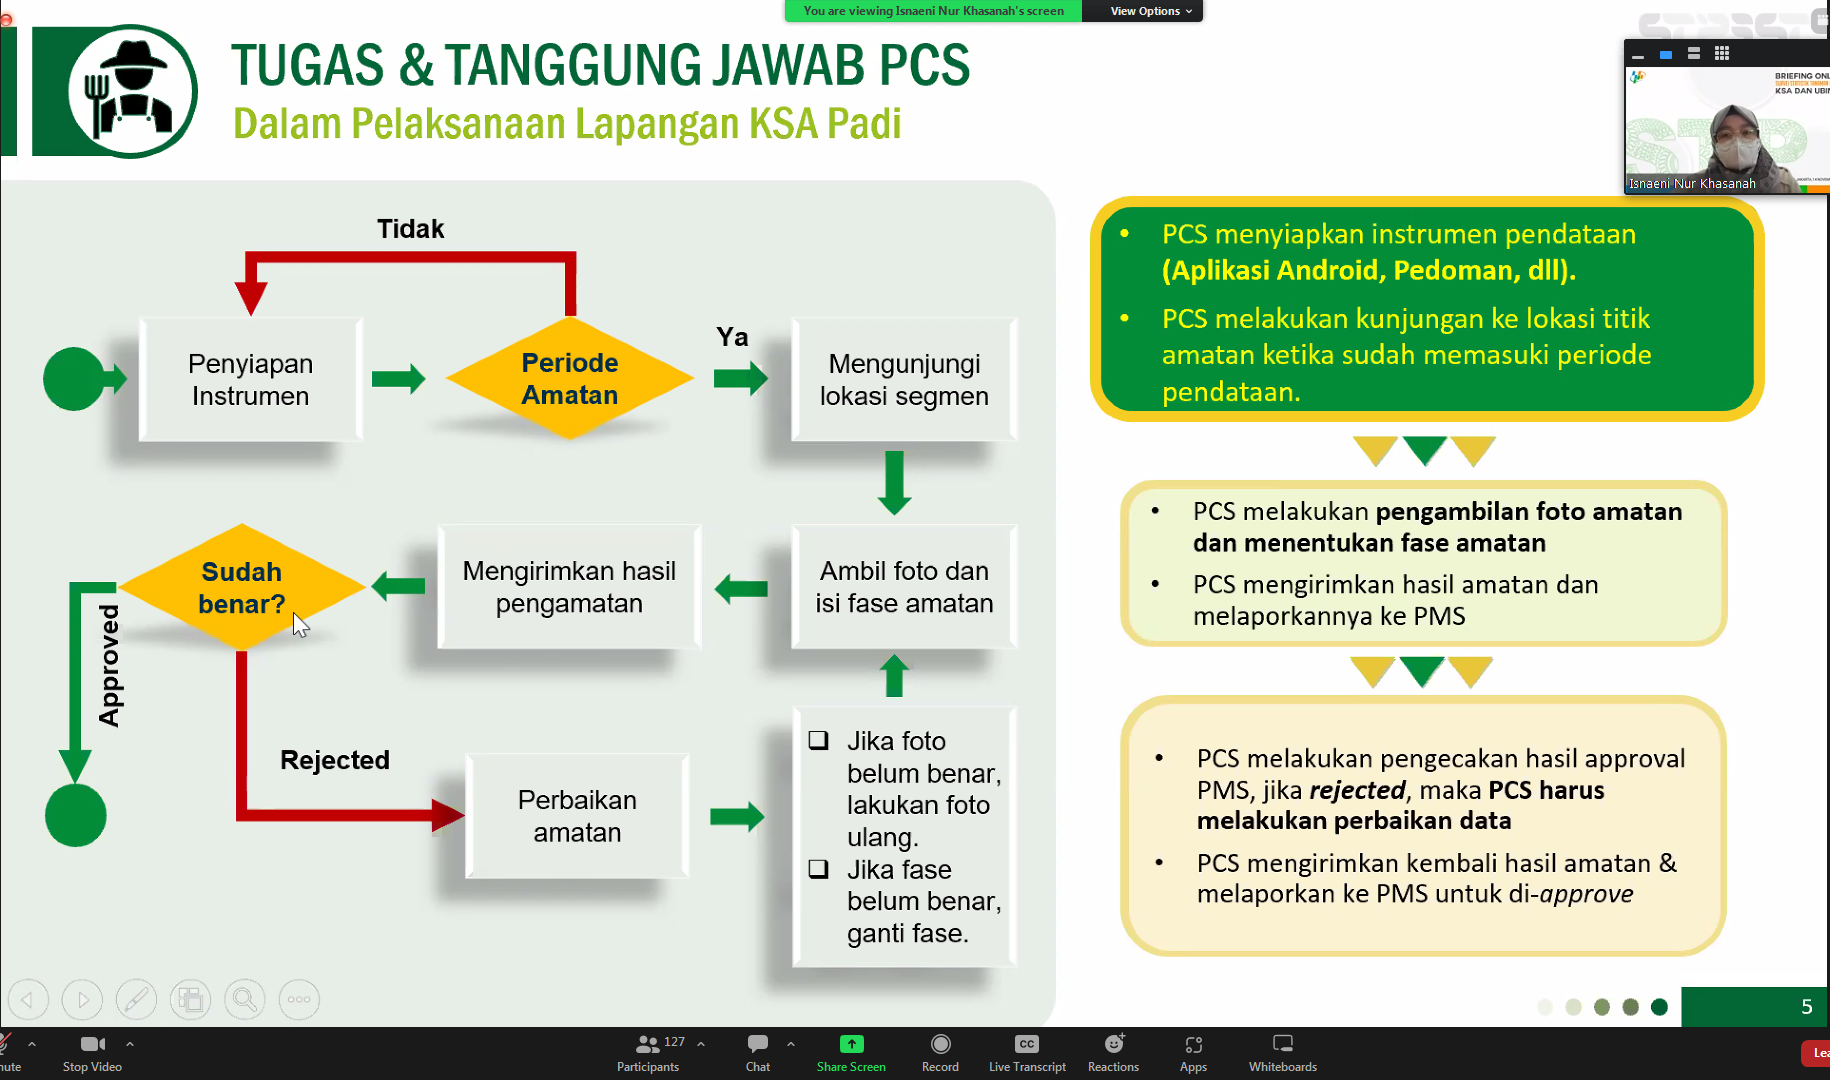 You are viewing Isnaeni Nur Khasanah's screen
View Options
TUGAS & TANGGUNG JAWAB PCS
Dalam Pelaksanaan Lapangan KSA Padi
BRIEFING ONL
KSA DAN UBIN
Isnaeni Nur Khasanah
Tidak
Penyiapan
Instrumen
Periode
Amatan
Ya
Mengunjungi
lokasi segmen
Sudah
benar?
Mengirimkan hasil
pengamatan
Ambil foto dan
isi fase amatan
Approved
Rejected
Perbaikan
amatan
❑ Jika foto
belum benar,
lakukan foto
ulang.
❑ Jika fase
belum benar,
ganti fase.
• PCS menyiapkan instrumen pendataan
(Aplikasi Android, Pedoman, dll).
• PCS melakukan kunjungan ke lokasi titik
amatan ketika sudah memasuki periode
pendataan.
• PCS melakukan pengambilan foto amatan
dan menentukan fase amatan
• PCS mengirimkan hasil amatan dan
melaporkannya ke PMS
• PCS melakukan pengecakan hasil approval
PMS, jika rejected, maka PCS harus
melakukan perbaikan data
• PCS mengirimkan kembali hasil amatan &
melaporkan ke PMS untuk di-approve
5
nute
Stop Video
127
Participants
Chat
Share Screen
Record
CC
Live Transcript
Reactions
Apps
Whiteboards
Lea